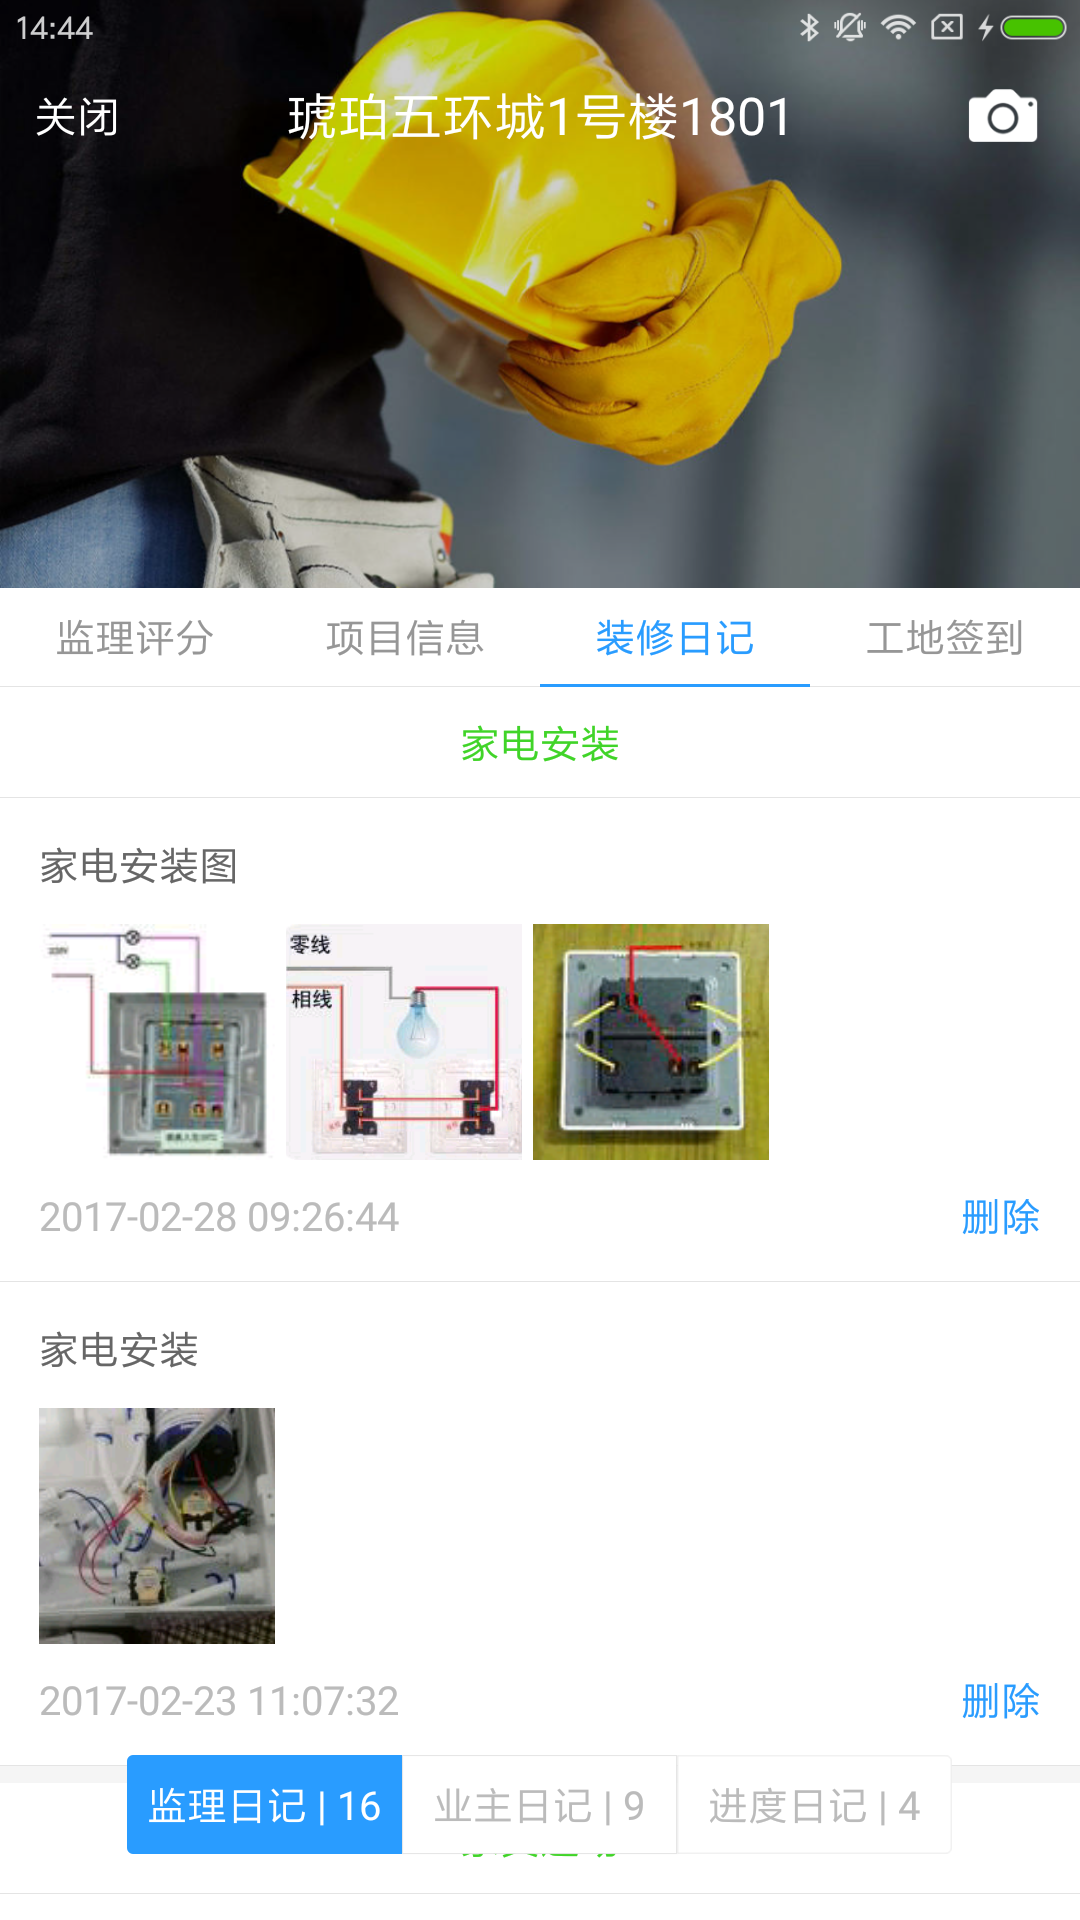 14:44
关闭
琥珀五环城1号楼1801
监理评分
项目信息
装修日记
工地签到
家电安装
家电安装图
220V
零线
相线
2017-02-28 09:26:44
删除
家电安装
2017-02-23 11:07:32
删除
监理日记 | 16
业主日记 | 9
进度日记 | 4